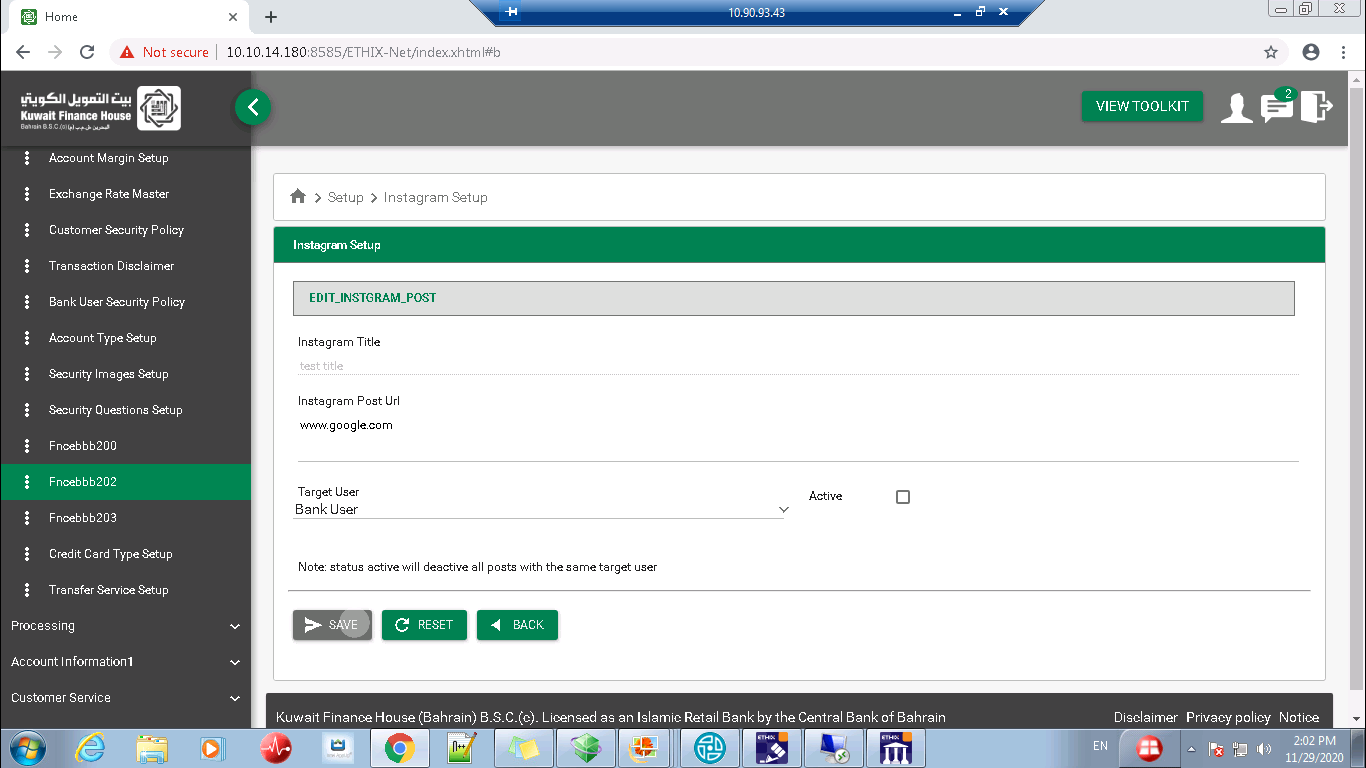 Home
10.90.93.43
Not secure
10.10.14.180:8585/ETHIX-Net/index.xhtml#b
بيت التمويل الكويتي
Kuwait Finance House
Bahrain B.S.C.(c) البحرين ش.م.ب (م)
VIEW TOOLKIT
2
Account Margin Setup
Exchange Rate Master
Customer Security Policy
Transaction Disclaimer
Bank User Security Policy
Account Type Setup
Security Images Setup
Security Questions Setup
Fncebbb200
Fncebbb202
Fncebbb203
Credit Card Type Setup
Transfer Service Setup
Processing
Account Information1
Customer Service
Setup
Instagram Setup
Instagram Setup
EDIT_INSTGRAM_POST
Instagram Title
test title
Instagram Post Url
www.google.com
Target User
Bank User
Active
Note: status active will deactive all posts with the same target user
SAVE
RESET
BACK
Kuwait Finance House (Bahrain) B.S.C.(c). Licensed as an Islamic Retail Bank by the Central Bank of Bahrain
Disclaimer Privacy policy Notice
ETHIX
ETHIX
EN
2:02 PM
11/29/2020